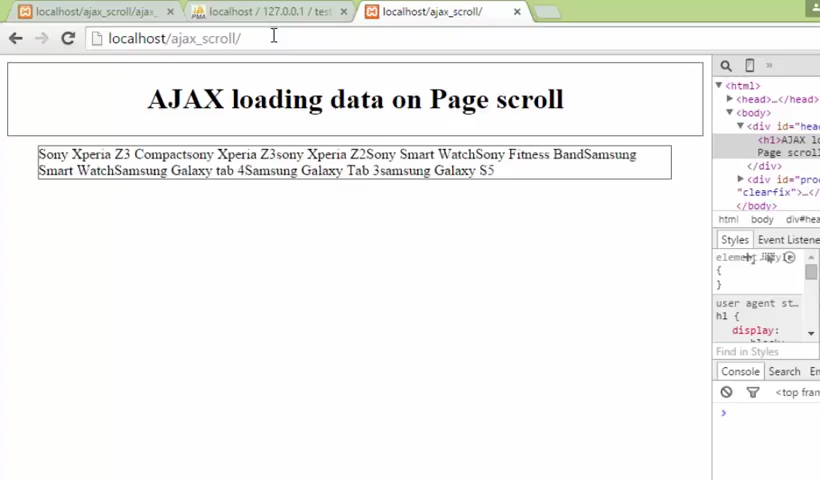 localhost/ajax_scroll/ajax_
localhost / 127.0.0.1 / test
localhost/ajax_scroll/
localhost/ajax_scroll/
AJAX loading data on Page scroll
Sony Xperia Z3 Compactsony Xperia Z3sony Xperia Z2Sony Smart WatchSony Fitness BandSamsung
Smart WatchSamsung Galaxy tab 4Samsung Galaxy Tab 3samsung Galaxy S5
<html>
<head>…</head>
<body>
<div id="hea
<h1>AJAX lo
Page scroll
</div>
<div id="pro
"clearfix">…</
</body>
html body div#hea
Styles Event Listene
element.style
{
}
user agent st…
h1 {
display:
block;
Find in Styles
Console Search Em
<top fram